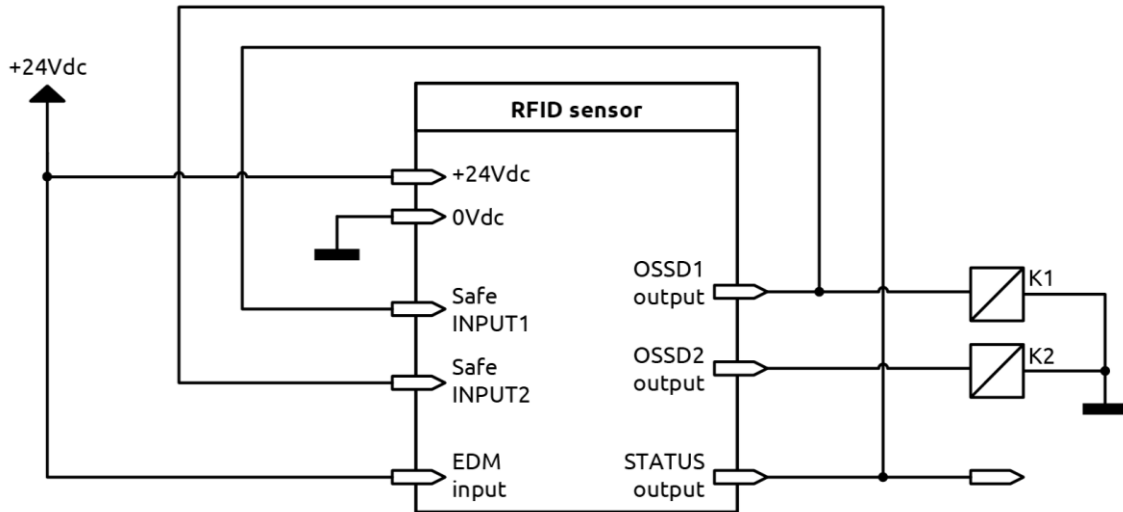 +24Vdc
RFID sensor
+24Vdc
0Vdc
Safe
INPUT1
Safe
INPUT2
EDM
input
OSSD1
output
OSSD2
output
STATUS
output
K1
K2